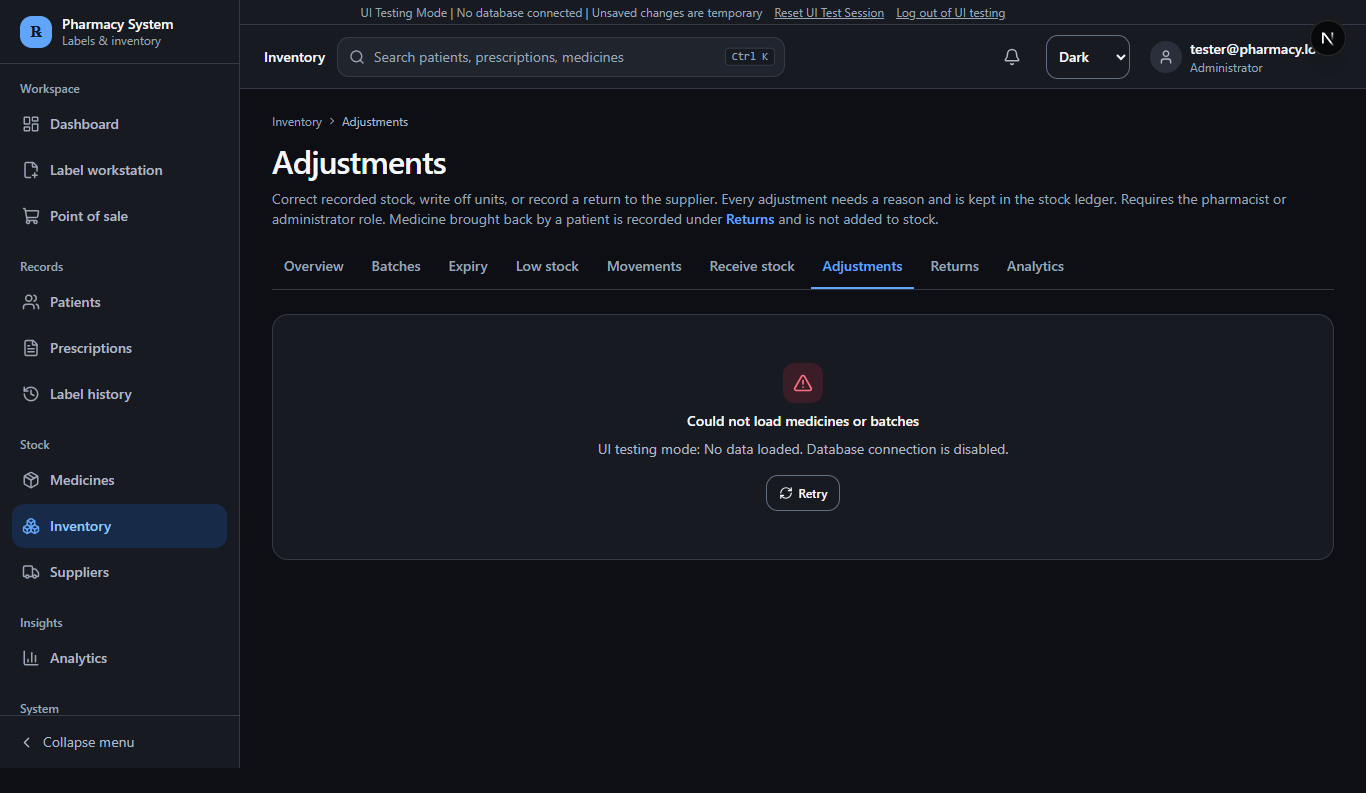 ℞
Pharmacy System
Labels & inventory
UI Testing Mode | No database connected | Unsaved changes are temporary Reset UI Test Session Log out of UI testing
Inventory
Search patients, prescriptions, medicines
Ctrl K
Dark
tester@pharmacy.lo
Administrator
N
Workspace
Dashboard
Label workstation
Point of sale
Records
Patients
Prescriptions
Label history
Stock
Medicines
Inventory
Suppliers
Insights
Analytics
System
Collapse menu
Inventory > Adjustments
Adjustments
Correct recorded stock, write off units, or record a return to the supplier. Every adjustment needs a reason and is kept in the stock ledger. Requires the pharmacist or
administrator role. Medicine brought back by a patient is recorded under Returns and is not added to stock.
Overview Batches Expiry Low stock Movements Receive stock Adjustments Returns Analytics
Could not load medicines or batches
UI testing mode: No data loaded. Database connection is disabled.
Retry